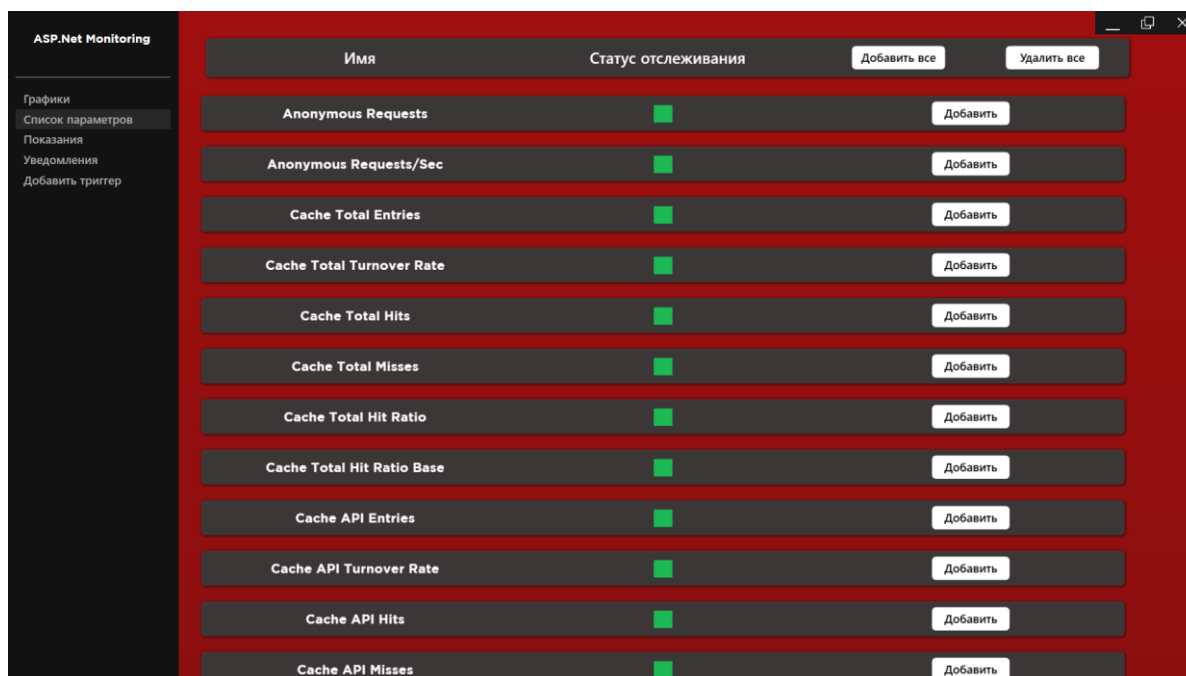 ASP.Net Monitoring
Графики
Список параметров
Показания
Уведомления
Добавить триггер
Имя Статус отслеживания Добавить все Удалить все
Anonymous Requests Добавить
Anonymous Requests/Sec Добавить
Cache Total Entries Добавить
Cache Total Turnover Rate Добавить
Cache Total Hits Добавить
Cache Total Misses Добавить
Cache Total Hit Ratio Добавить
Cache Total Hit Ratio Base Добавить
Cache API Entries Добавить
Cache API Turnover Rate Добавить
Cache API Hits Добавить
Cache API Misses Добавить